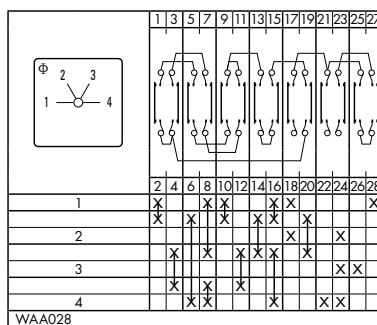 1 3 5 7 9 11 13 15 17 19 21 23 25 27
Φ 2 3
1 4
2 4 6 8 10 12 14 16 18 20 22 24 26 28
1 X X X X X X
X X X X X X
2 X X
X X X X X X
3 X X
X X X
4 X X X X X
WAA028